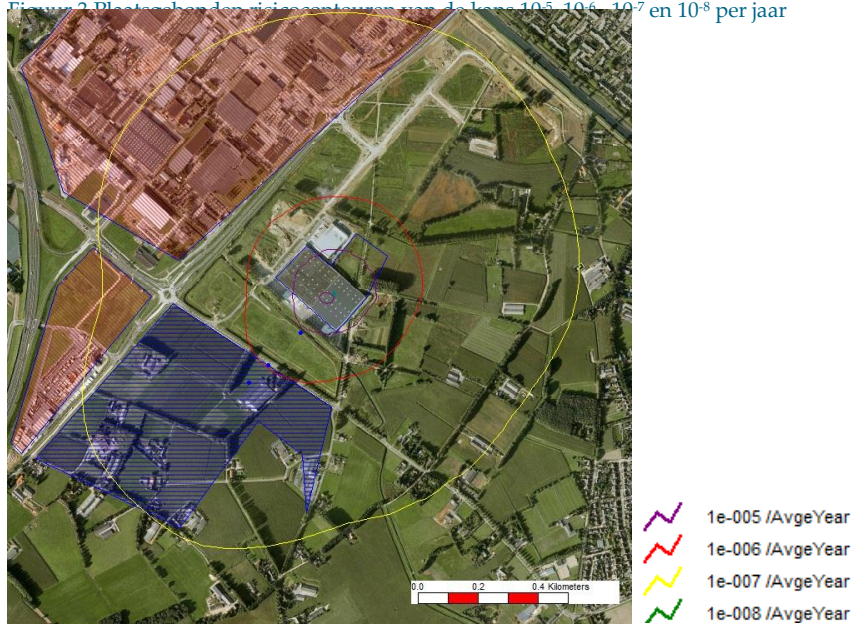 Figuur 3 Plaatsgebonden risicocontouren van de kans 10-5, 10-6, 10-7 en 10-8 per jaar
0.0 0.2 0.4 Kilometers
1e-005 /AvgeYear
1e-006 /AvgeYear
1e-007 /AvgeYear
1e-008 /AvgeYear